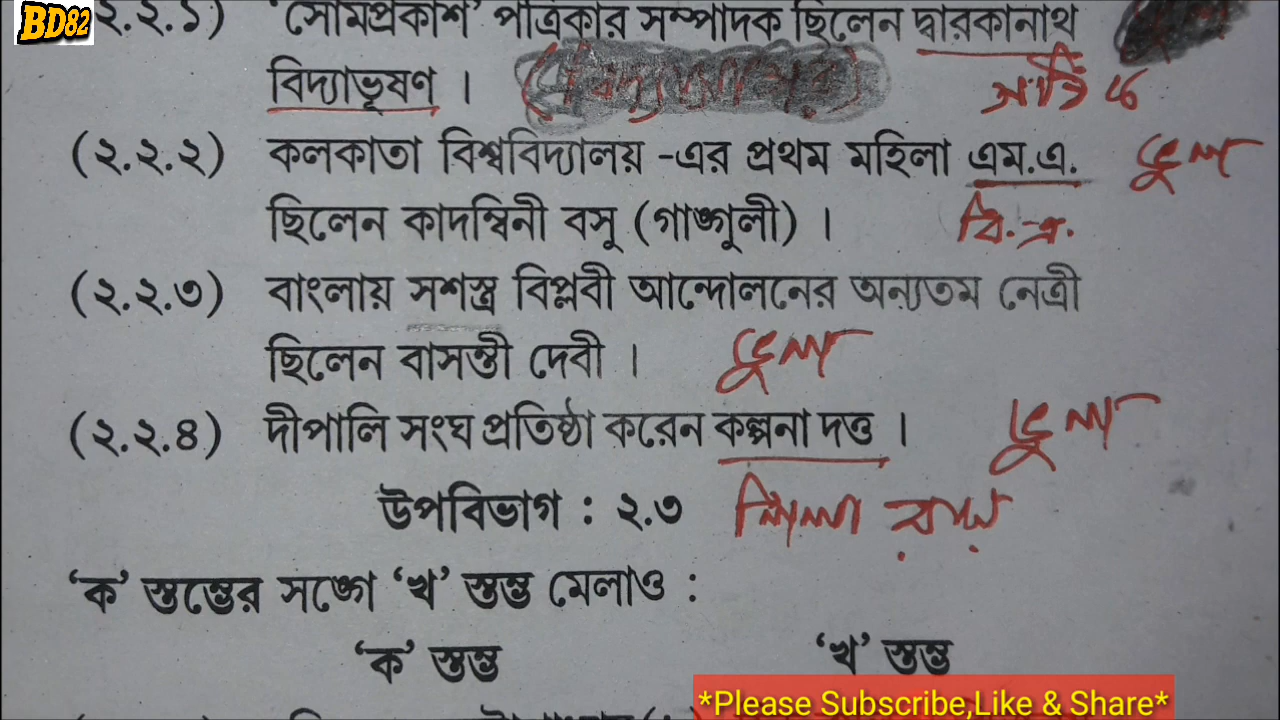 BD82
২.২.১) 'সোমপ্রকাশ' পত্রিকার সম্পাদক ছিলেন দ্বারকানাথ
বিদ্যাভূষণ । সঠিক
(২.২.২) কলকাতা বিশ্ববিদ্যালয় -এর প্রথম মহিলা এম.এ. ভুল
ছিলেন কাদম্বিনী বসু (গাঙ্গুলী) । বি.এ.
(২.২.৩) বাংলায় সশস্ত্র বিপ্লবী আন্দোলনের অন্যতম নেত্রী
ছিলেন বাসন্তী দেবী । ভুল
(২.২.৪) দীপালি সংঘ প্রতিষ্ঠা করেন কল্পনা দত্ত । ভুল
উপবিভাগ : ২.৩ লিলা রায়
'ক' স্তম্ভের সঙ্গে 'খ' স্তম্ভ মেলাও :
'ক' স্তম্ভ 'খ' স্তম্ভ
*Please Subscribe,Like & Share*